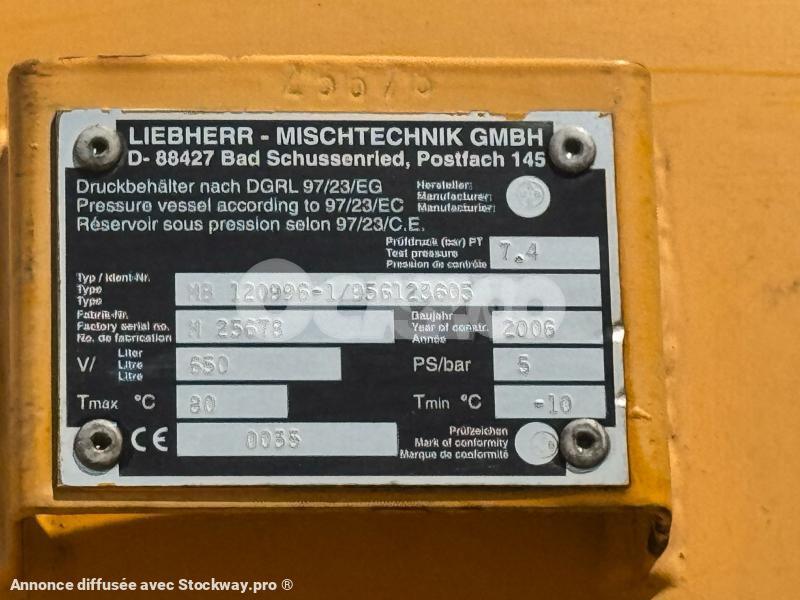 25678
LIEBHERR - MISCHTECHNIK GMBH
D- 88427 Bad Schussenried, Postfach 145
Druckbehälter nach DGRL 97/23/EG
Pressure vessel according to 97/23/EC
Réservoir sous pression selon 97/23/C.E.
Hersteller
Manufacturer
Manufacturier
Prüfdruck (bar) PT
Test pressure
Pression de contrôle
7.4
Typ / Ident-Nr.
Type
Type
MB 120996-1/956123605
Fabrik-Nr.
Factory serial no.
No. de fabrication
M 25678
Baujahr
Year of constr.
Année
2006
V/
Liter
Litre
Litre
650
PS/bar
5
Tmax °C
80
Tmin °C
-10
CE
0035
Prüfzeichen
Mark of conformity
Marque de conformité
OCASCO
Annonce diffusée avec Stockway.pro ®